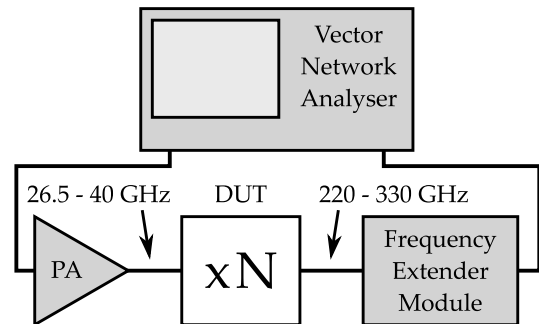 Vector
Network
Analyser
26.5 - 40 GHz
DUT
220 - 330 GHz
PA
xN
Frequency
Extender
Module